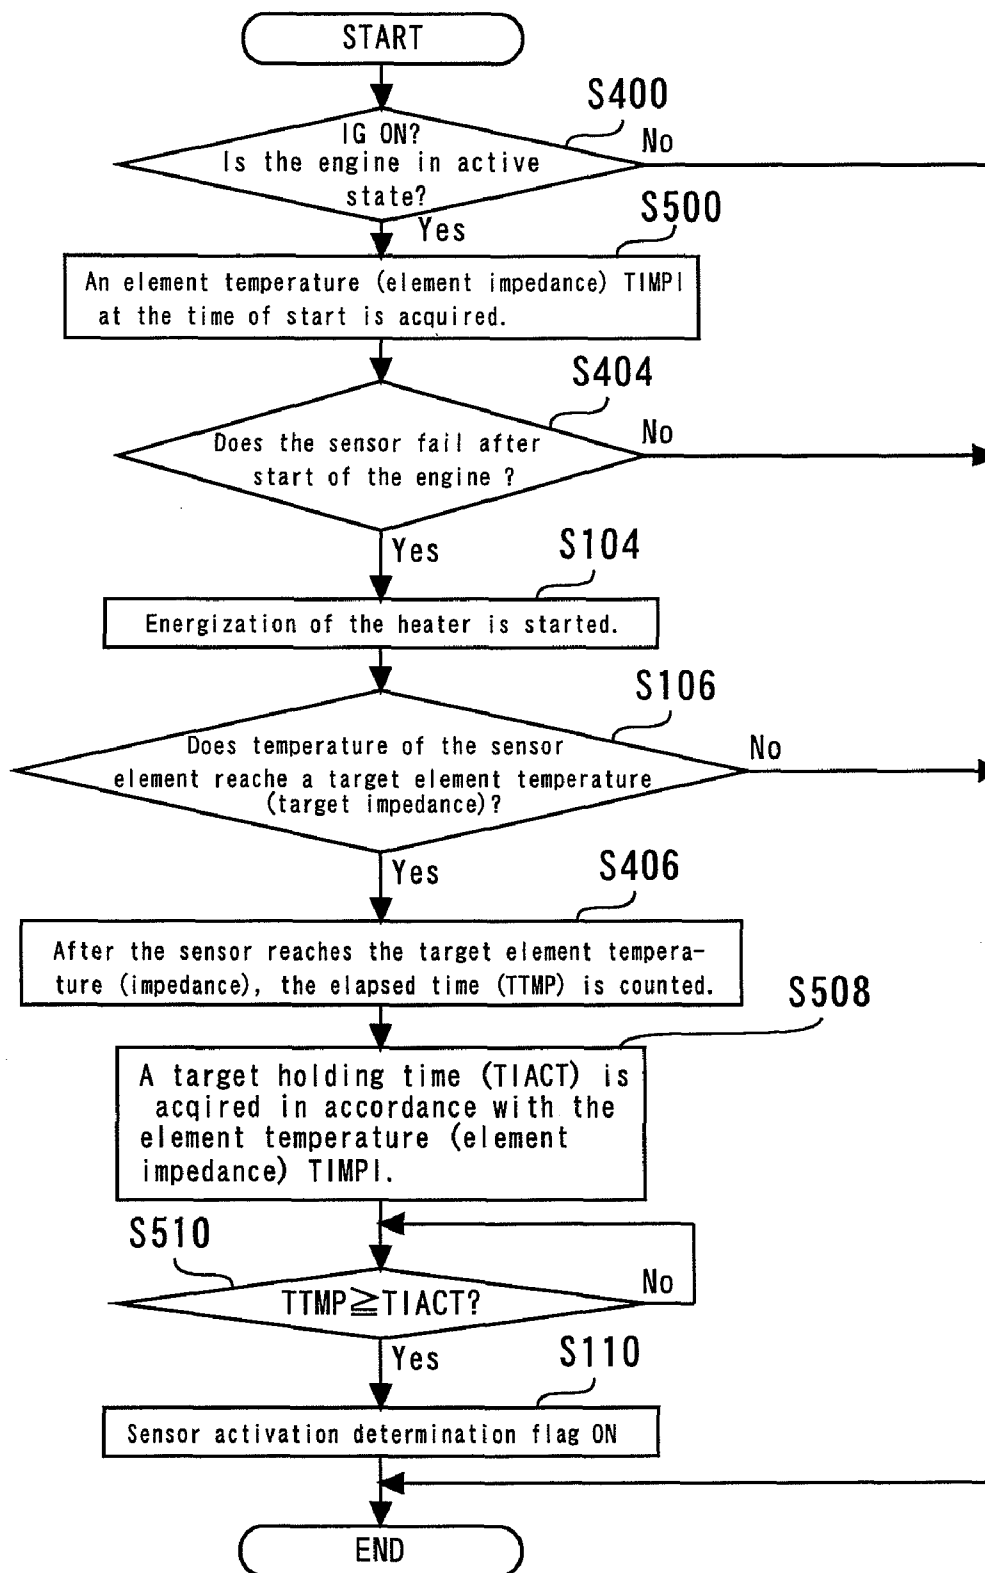 START
S400
IG ON?
Is the engine in active
state?
No
Yes
S500
An element temperature (element impedance) TIMPI
at the time of start is acquired.
S404
Does the sensor fail after
start of the engine ?
No
Yes
S104
Energization of the heater is started.
S106
Does temperature of the sensor
element reache a target element temperature
(target impedance)?
No
Yes
S406
After the sensor reaches the target element tempera-
ture (impedance), the elapsed time (TTMP) is counted.
S508
A target holding time (TIACT) is
acqired in accordance with the
element temperature (element
impedance) TIMPI.
S510
TTMP≧TIACT?
No
Yes
S110
Sensor activation determination flag ON
END